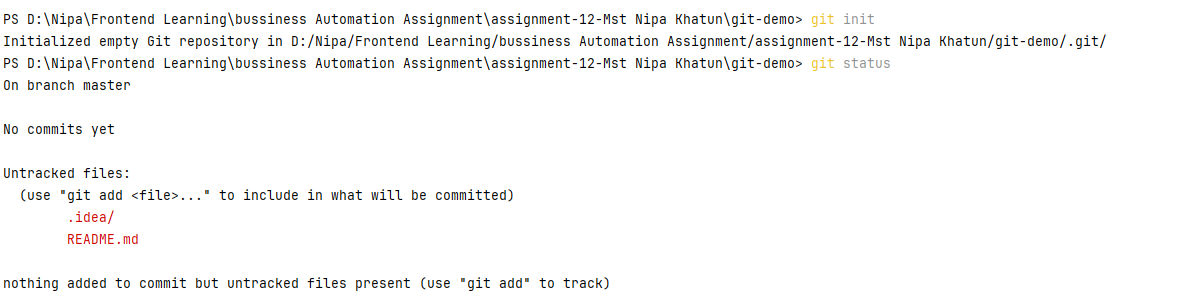 PS D:\Nipa\Frontend Learning\bussiness Automation Assignment\assignment-12-Mst Nipa Khatun\git-demo> git init
Initialized empty Git repository in D:/Nipa/Frontend Learning/bussiness Automation Assignment/assignment-12-Mst Nipa Khatun/git-demo/.git/
PS D:\Nipa\Frontend Learning\bussiness Automation Assignment\assignment-12-Mst Nipa Khatun\git-demo> git status
On branch master
No commits yet
Untracked files:
  (use "git add <file>..." to include in what will be committed)
        .idea/
        README.md
nothing added to commit but untracked files present (use "git add" to track)